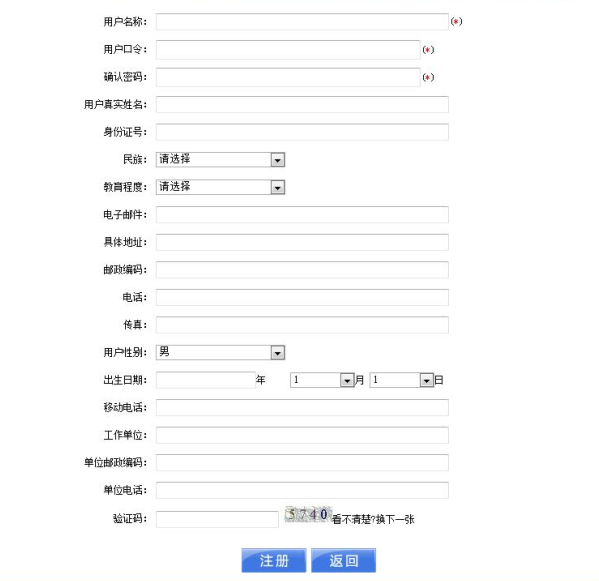 用户名称： (*)
用户口令： (*)
确认密码： (*)
用户真实姓名：
身份证号：
民族： 请选择
教育程度： 请选择
电子邮件：
具体地址：
邮政编码：
电话：
传真：
用户性别： 男
出生日期： 年 1 月 1 日
移动电话：
工作单位：
单位邮政编码：
单位电话：
验证码： 5740 看不清楚?换下一张
注册 返回